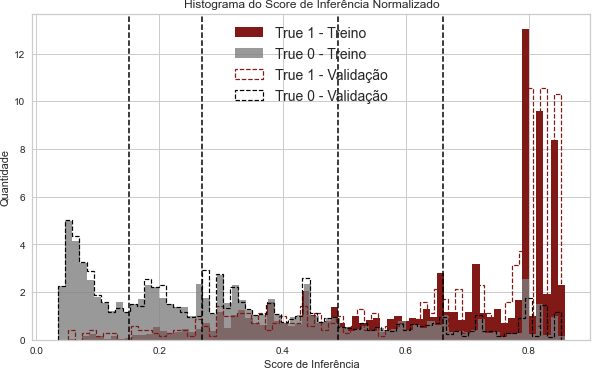 Histograma do Score de Inferência Normalizado
True 1 - Treino
True 0 - Treino
True 1 - Validação
True 0 - Validação
Quantidade
12
10
8
6
4
2
0
0.0 0.2 0.4 0.6 0.8
Score de Inferência